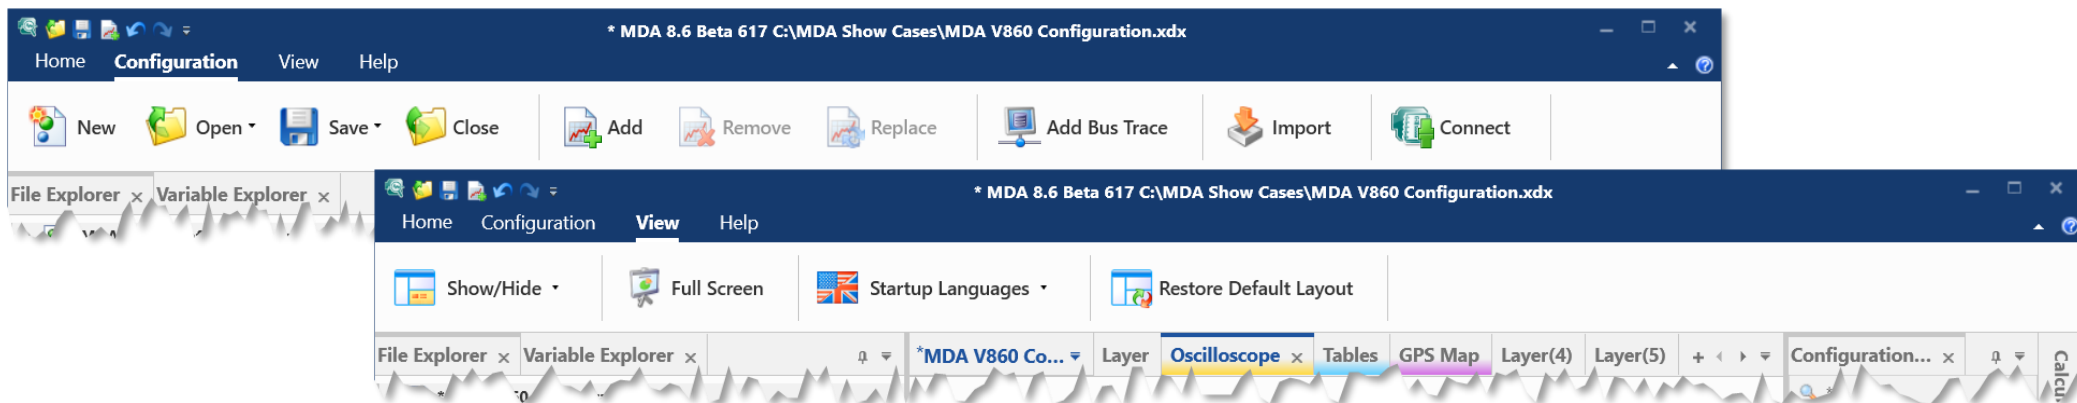 * MDA 8.6 Beta 617 C:\MDA Show Cases\MDA V860 Configuration.xdx
Home Configuration View Help
New Open Save Close Add Remove Replace Add Bus Trace Import Connect
File Explorer Variable Explorer
* MDA 8.6 Beta 617 C:\MDA Show Cases\MDA V860 Configuration.xdx
Home Configuration View Help
Show/Hide Full Screen Startup Languages Restore Default Layout
File Explorer Variable Explorer *MDA V860 Co... Layer Oscilloscope Tables GPS Map Layer(4) Layer(5) Configuration...